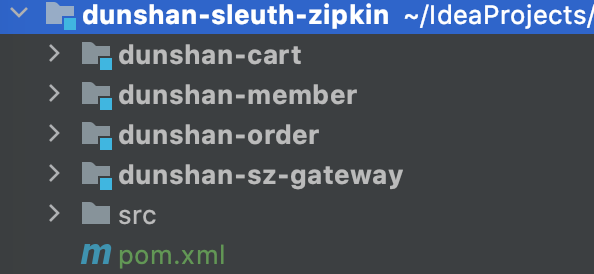 dunshan-sleuth-zipkin ~/IdeaProjects/
dunshan-cart
dunshan-member
dunshan-order
dunshan-sz-gateway
src
m pom.xml